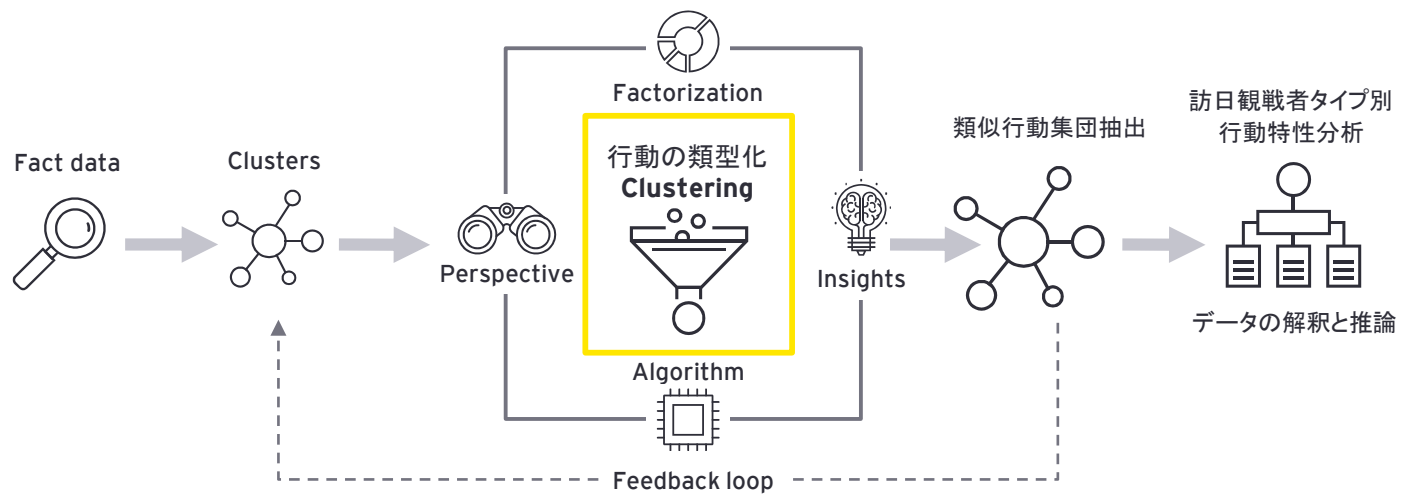 Fact data
Clusters
Perspective
Factorization
行動の類型化
Clustering
Algorithm
Insights
類似行動集団抽出
訪日観戦者タイプ別
行動特性分析
データの解釈と推論
Feedback loop